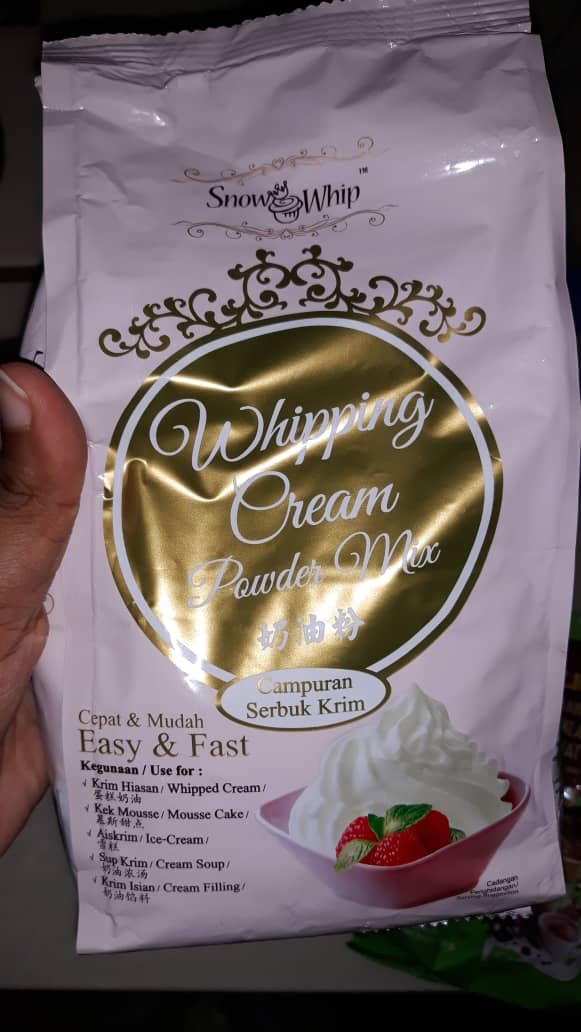 Snow Whip™
Whipping
Cream
Powder Mix
奶油粉
Campuran
Serbuk Krim
Cepat & Mudah
Easy & Fast
Kegunaan / Use for :
√ Krim Hiasan / Whipped Cream /
蛋糕奶油
√ Kek Mousse / Mousse Cake /
慕斯甜点
√ Aiskrim / Ice-Cream /
雪糕
√ Sup Krim / Cream Soup /
奶油浓汤
√ Krim Isian / Cream Filling /
奶油馅料
Cadangan
Penghidangan/
Serving Suggestion